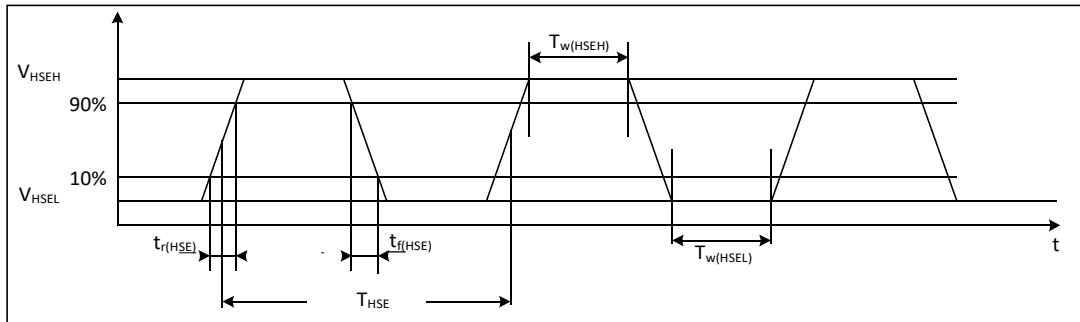 T_w(HSEH)
V_HSEH
90%
10%
V_HSEL
t_r(HSE)
t_f(HSE)
T_w(HSEL)
t
T_HSE